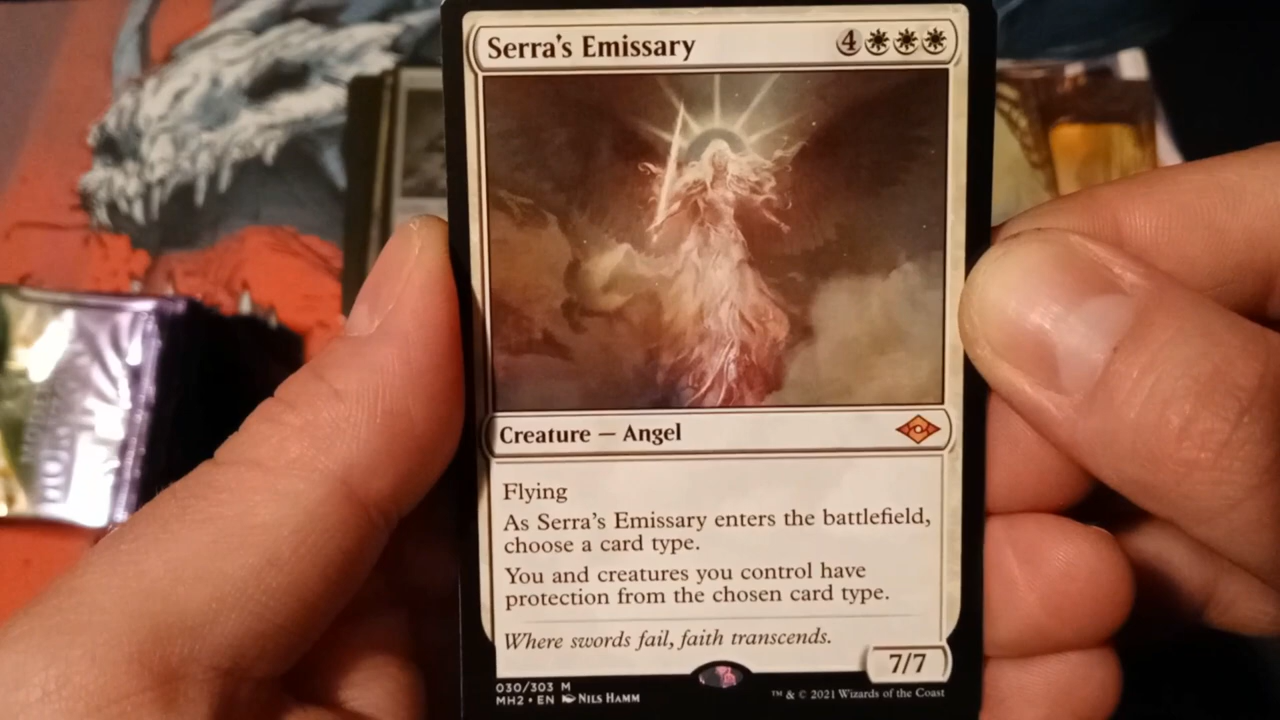 Serra's Emissary 4
Creature — Angel
Flying
As Serra's Emissary enters the battlefield,
choose a card type.
You and creatures you control have
protection from the chosen card type.
Where swords fail, faith transcends.
7/7
030/303 M
MH2 • EN NILS HAMM
™ & © 2021 Wizards of the Coast